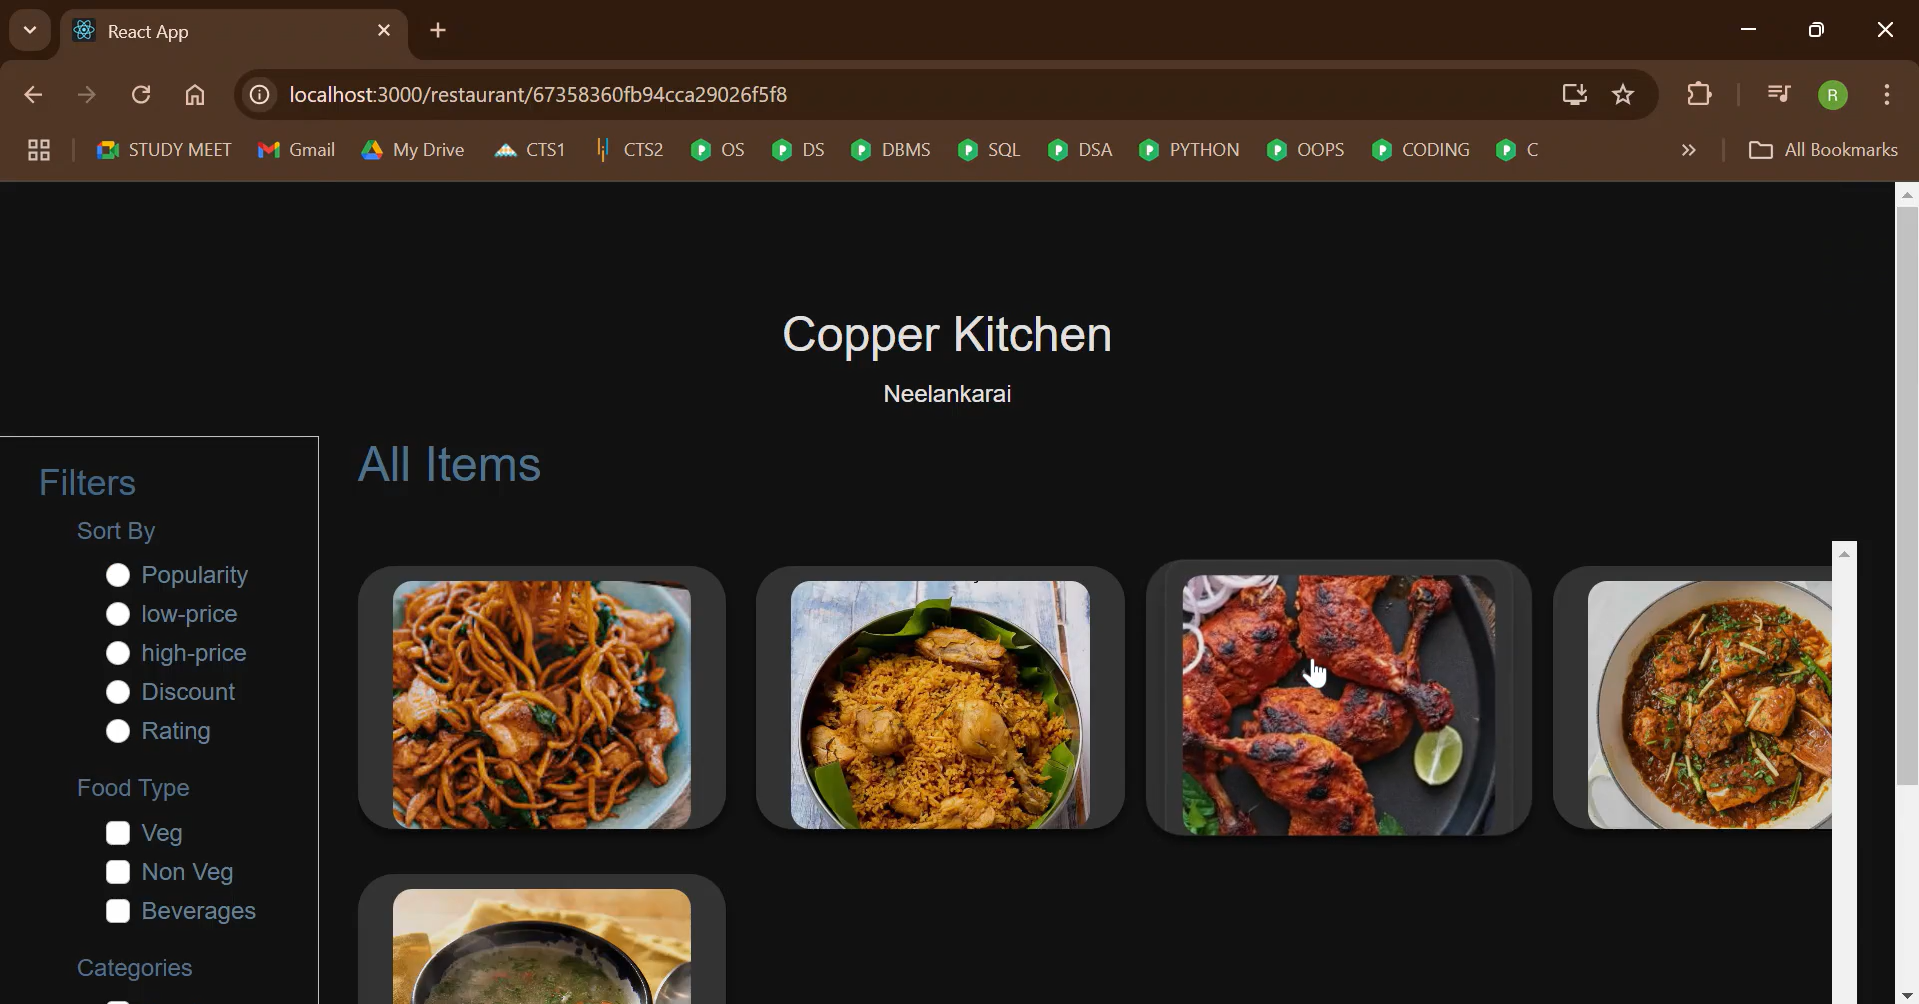 React App
localhost:3000/restaurant/67358360fb94cca29026f5f8
R
STUDY MEET Gmail My Drive CTS1 CTS2 OS DS DBMS SQL DSA PYTHON OOPS CODING C All Bookmarks
Copper Kitchen
Neelankarai
All Items
Filters
Sort By
Popularity
low-price
high-price
Discount
Rating
Food Type
Veg
Non Veg
Beverages
Categories